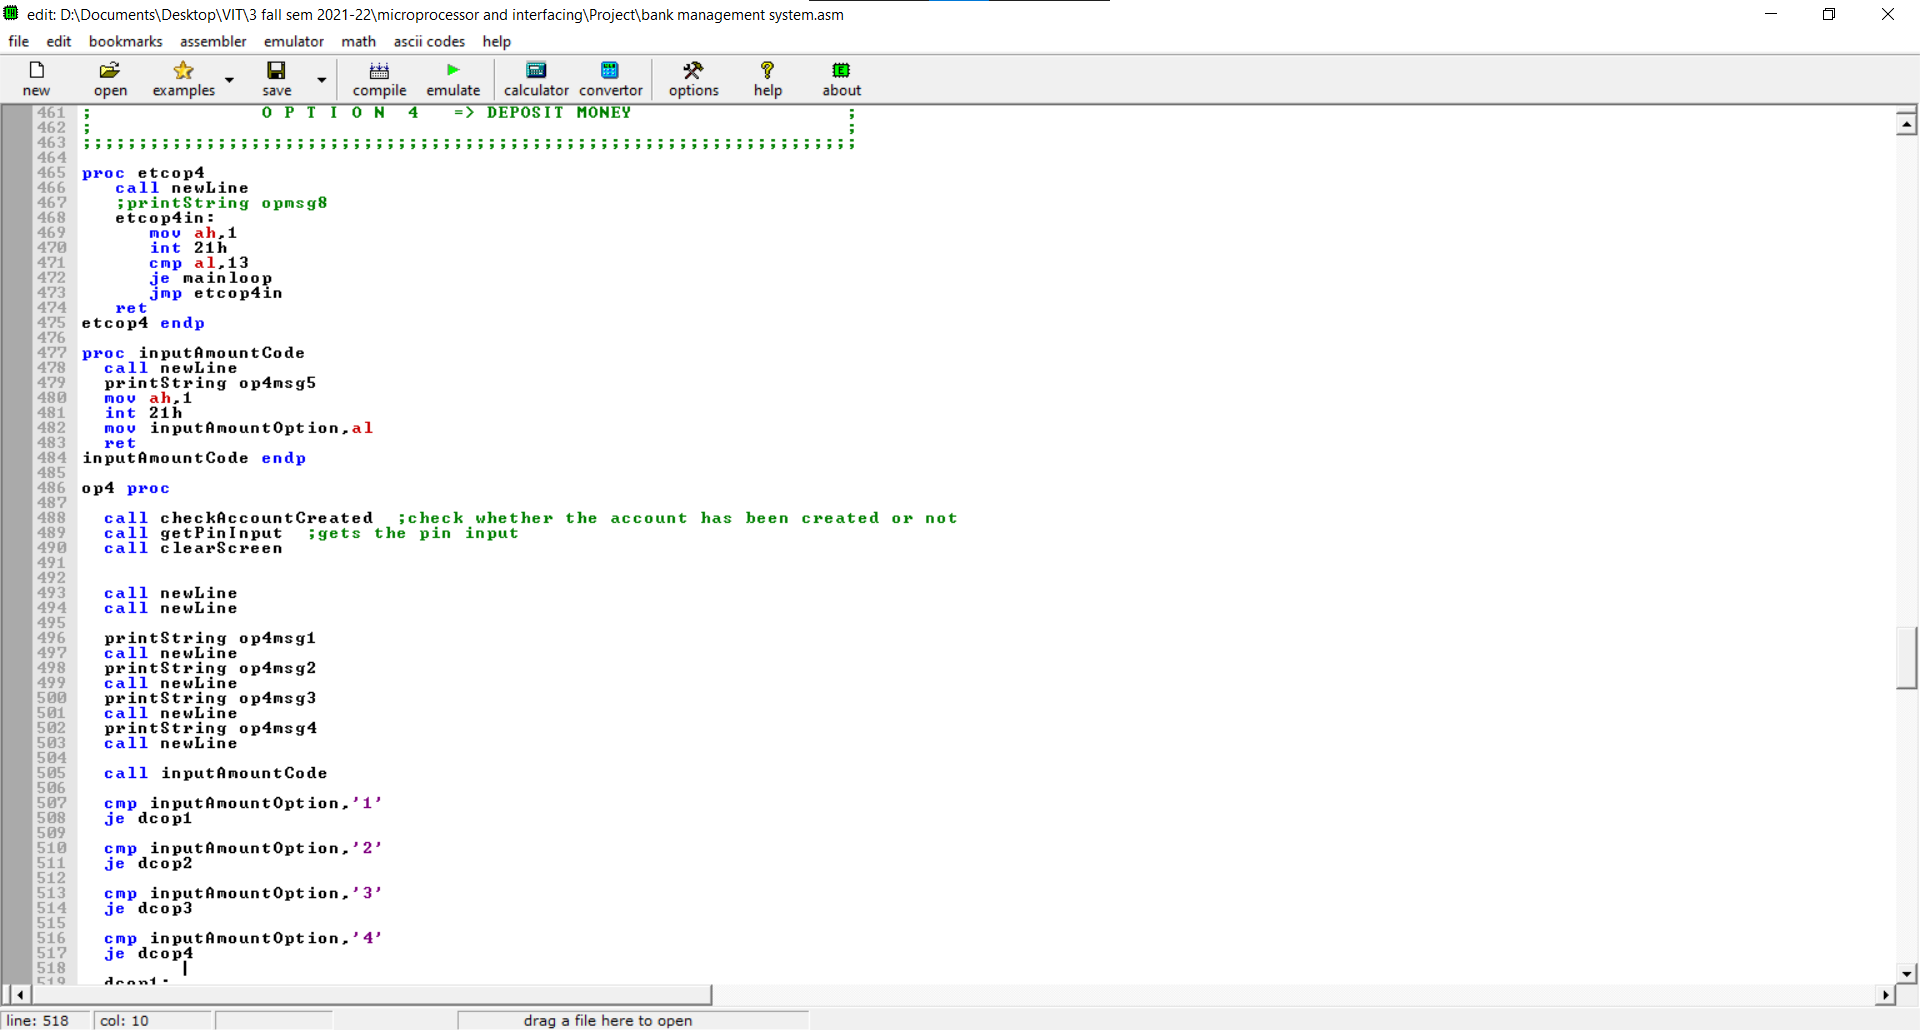 edit: D:\Documents\Desktop\VIT\3 fall sem 2021-22\microprocessor and interfacing\Project\bank management system.asm
file edit bookmarks assembler emulator math ascii codes help
new open examples save compile emulate calculator convertor options help about
461 ; O P T I O N 4 => DEPOSIT MONEY ;
462 ; ;
463 ;;;;;;;;;;;;;;;;;;;;;;;;;;;;;;;;;;;;;;;;;;;;;;;;;;;;;;;;;;;;;;;;;;;;;
464
465 proc etcop4
466 call newLine
467 ;printString opmsg8
468 etcop4in:
469 mov ah,1
470 int 21h
471 cmp al,13
472 je mainloop
473 jmp etcop4in
474 ret
475 etcop4 endp
476
477 proc inputAmountCode
478 call newLine
479 printString op4msg5
480 mov ah,1
481 int 21h
482 mov inputAmountOption,al
483 ret
484 inputAmountCode endp
485
486 op4 proc
487
488 call checkAccountCreated ;check whether the account has been created or not
489 call getPinInput ;gets the pin input
490 call clearScreen
491
492
493 call newLine
494 call newLine
495
496 printString op4msg1
497 call newLine
498 printString op4msg2
499 call newLine
500 printString op4msg3
501 call newLine
502 printString op4msg4
503 call newLine
504
505 call inputAmountCode
506
507 cmp inputAmountOption,'1'
508 je dcop1
509
510 cmp inputAmountOption,'2'
511 je dcop2
512
513 cmp inputAmountOption,'3'
514 je dcop3
515
516 cmp inputAmountOption,'4'
517 je dcop4
518
519 dcop1:
line: 518 col: 10 drag a file here to open